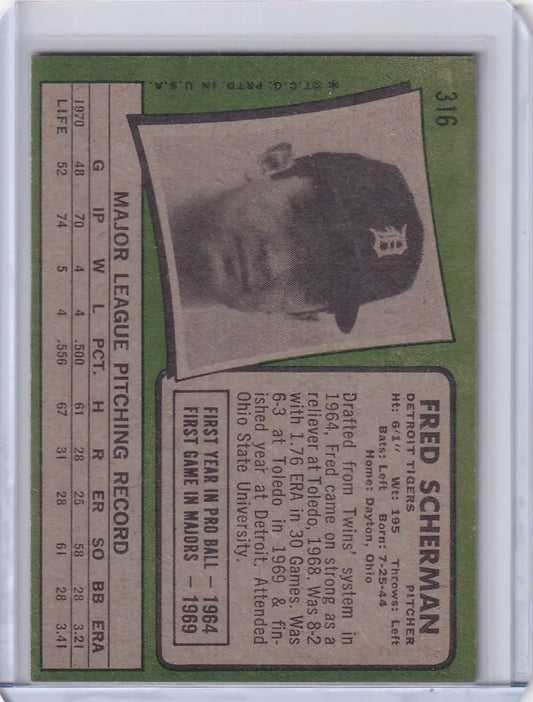 316
FRED SCHERMAN
DETROIT TIGERS PITCHER
Ht: 6'1" Wt: 195 Throws: Left
Bats: Left Born: 7-25-44
Home: Dayton, Ohio
Drafted from Twins' system in
1964, Fred came on strong as a
reliever at Toledo, 1968. Was 8-2
with 1.76 ERA in 30 Games. Was
6-3 at Toledo in 1969 & fin-
ished year at Detroit. Attended
Ohio State University.
FIRST YEAR IN PRO BALL — 1964
FIRST GAME IN MAJORS — 1969
D
MAJOR LEAGUE PITCHING RECORD
G IP W L PCT. H R ER SO BB ERA
1970 48 70 4 4 .500 61 28 25 58 28 3.21
LIFE 52 74 5 4 .556 67 31 28 61 28 3.41
*©T.C.G. PRTD. IN U.S.A.